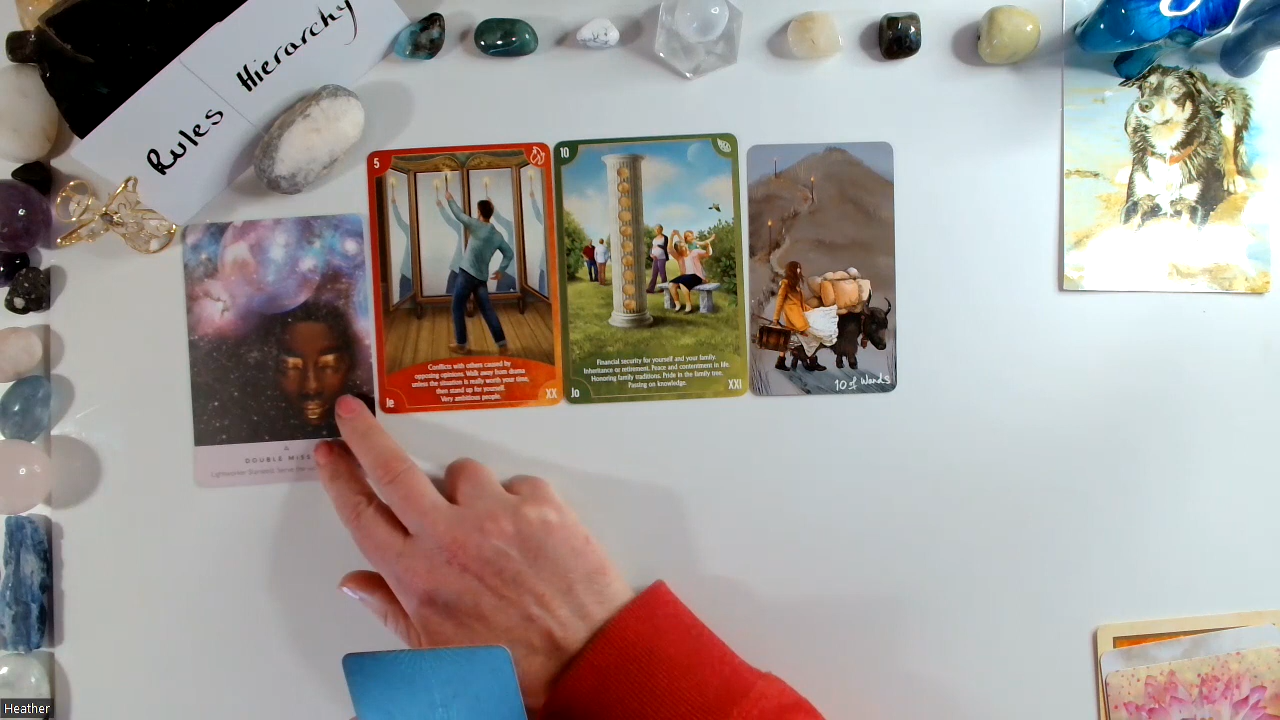 Rules Hierarchy
5
Conflicts with others caused by
opposing opinions. Walk away from drama
unless the situation is really worth your time,
then stand up for yourself.
Very ambitious people.
Je
XX
10
Financial security for yourself and your family.
Inheritance or retirement. Peace and contentment in life.
Honoring family traditions. Pride in the family tree.
Passing on knowledge.
Jo
XXI
10 of Wands
DOUBLE
Lightworker
Heather